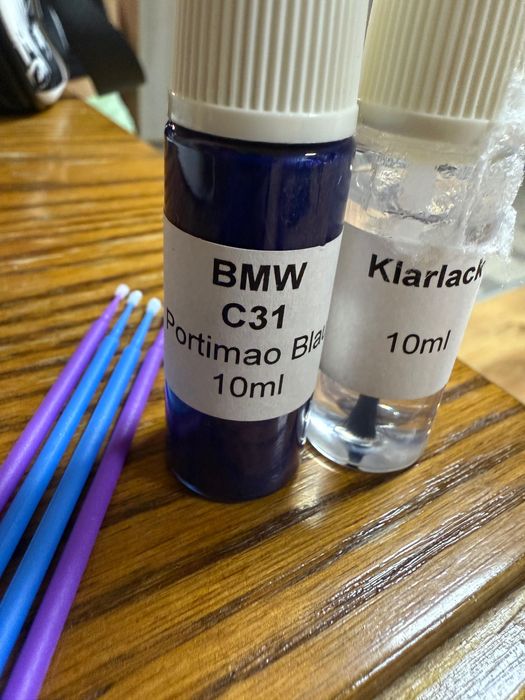 BMW
C31
Portimao Blau
10ml
Klarlack
10ml